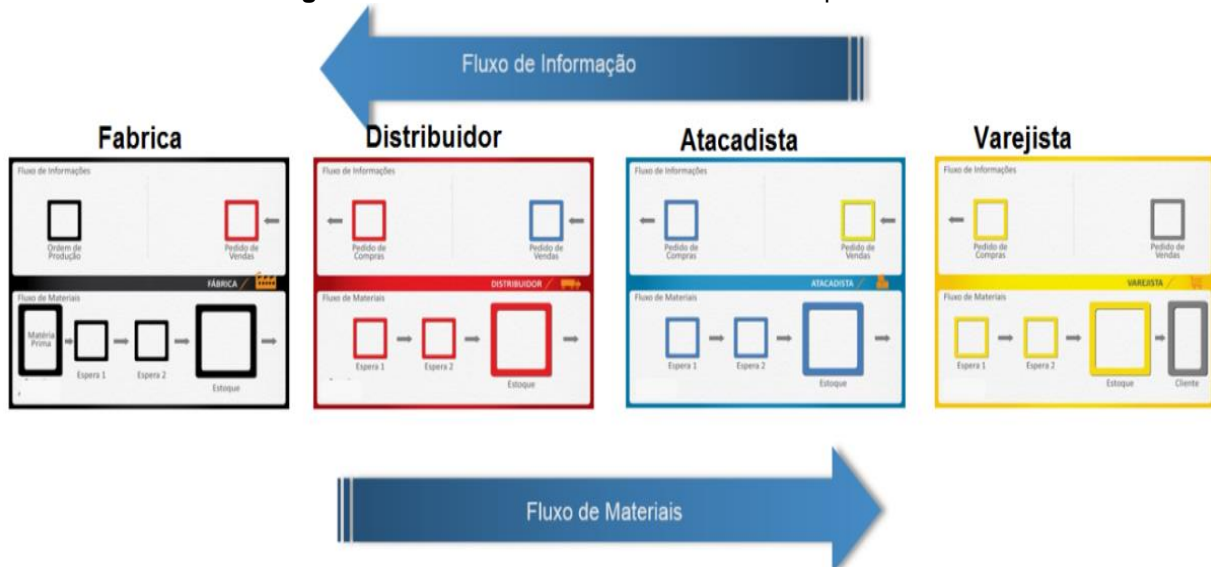 Fluxo de Informação
Fabrica
Distribuidor
Atacadista
Varejista
Fluxo de Informações
Ordem de
Produção
Pedido de
Vendas
FÁBRICA
Fluxo de Materiais
Matéria
Prima
Espera 1
Espera 2
Estoque
Fluxo de Informações
Pedido de
Compras
Pedido de
Vendas
DISTRIBUIDOR
Fluxo de Materiais
Espera 1
Espera 2
Estoque
Fluxo de Informações
Pedido de
Compras
Pedido de
Vendas
ATACADISTA
Fluxo de Materiais
Espera 1
Espera 2
Estoque
Fluxo de Informações
Pedido de
Compras
Pedido de
Vendas
VAREJISTA
Fluxo de Materiais
Espera 1
Espera 2
Estoque
Cliente
Fluxo de Materiais